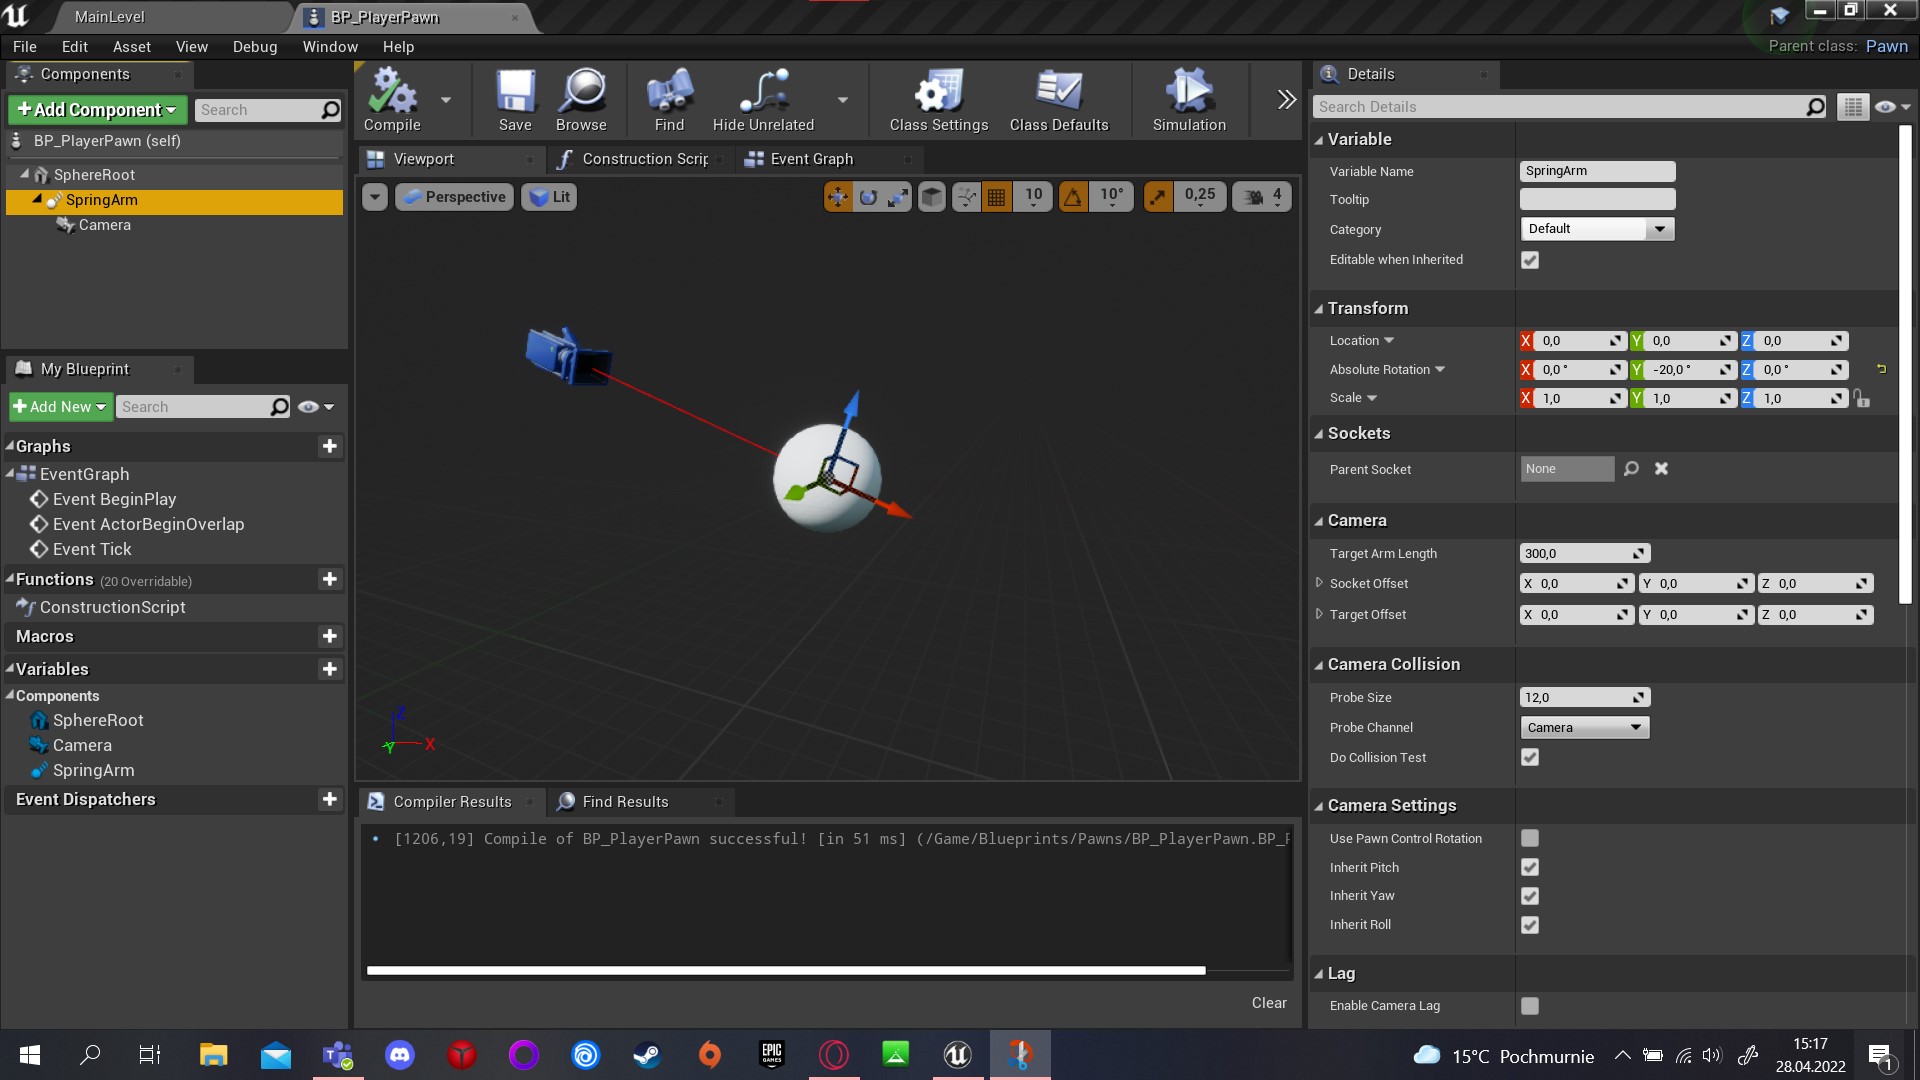 MainLevel
BP_PlayerPawn
File Edit Asset View Debug Window Help
Parent class: Pawn
Components
+Add Component
Search
BP_PlayerPawn (self)
SphereRoot
SpringArm
Camera
My Blueprint
+Add New
Search
Graphs
EventGraph
Event BeginPlay
Event ActorBeginOverlap
Event Tick
Functions (20 Overridable)
ConstructionScript
Macros
Variables
Components
SphereRoot
Camera
SpringArm
Event Dispatchers
Compile Save Browse Find Hide Unrelated Class Settings Class Defaults Simulation
Viewport Construction Scrip Event Graph
Perspective Lit 10 10° 0,25 4
Z
Y X
Compiler Results Find Results
[1206,19] Compile of BP_PlayerPawn successful! [in 51 ms] (/Game/Blueprints/Pawns/BP_PlayerPawn.BP_P
Clear
Details
Search Details
Variable
Variable Name SpringArm
Tooltip
Category Default
Editable when Inherited
Transform
Location X 0,0 Y 0,0 Z 0,0
Absolute Rotation X 0,0 ° Y -20,0 ° Z 0,0 °
Scale X 1,0 Y 1,0 Z 1,0
Sockets
Parent Socket None
Camera
Target Arm Length 300,0
Socket Offset X 0,0 Y 0,0 Z 0,0
Target Offset X 0,0 Y 0,0 Z 0,0
Camera Collision
Probe Size 12,0
Probe Channel Camera
Do Collision Test
Camera Settings
Use Pawn Control Rotation
Inherit Pitch
Inherit Yaw
Inherit Roll
Lag
Enable Camera Lag
EPIC
GAMES
15°C Pochmurnie
15:17
28.04.2022
1